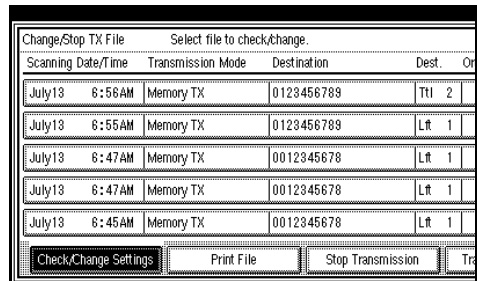 Change/Stop TX File Select file to check/change.
Scanning Date/Time Transmission Mode Destination Dest. Or
July13 6:56AM Memory TX 0123456789 Ttl 2
July13 6:55AM Memory TX 0123456789 Lft 1
July13 6:47AM Memory TX 0012345678 Lft 1
July13 6:47AM Memory TX 0012345678 Lft 1
July13 6:45AM Memory TX 0012345678 Lft 1
Check/Change Settings Print File Stop Transmission Tra